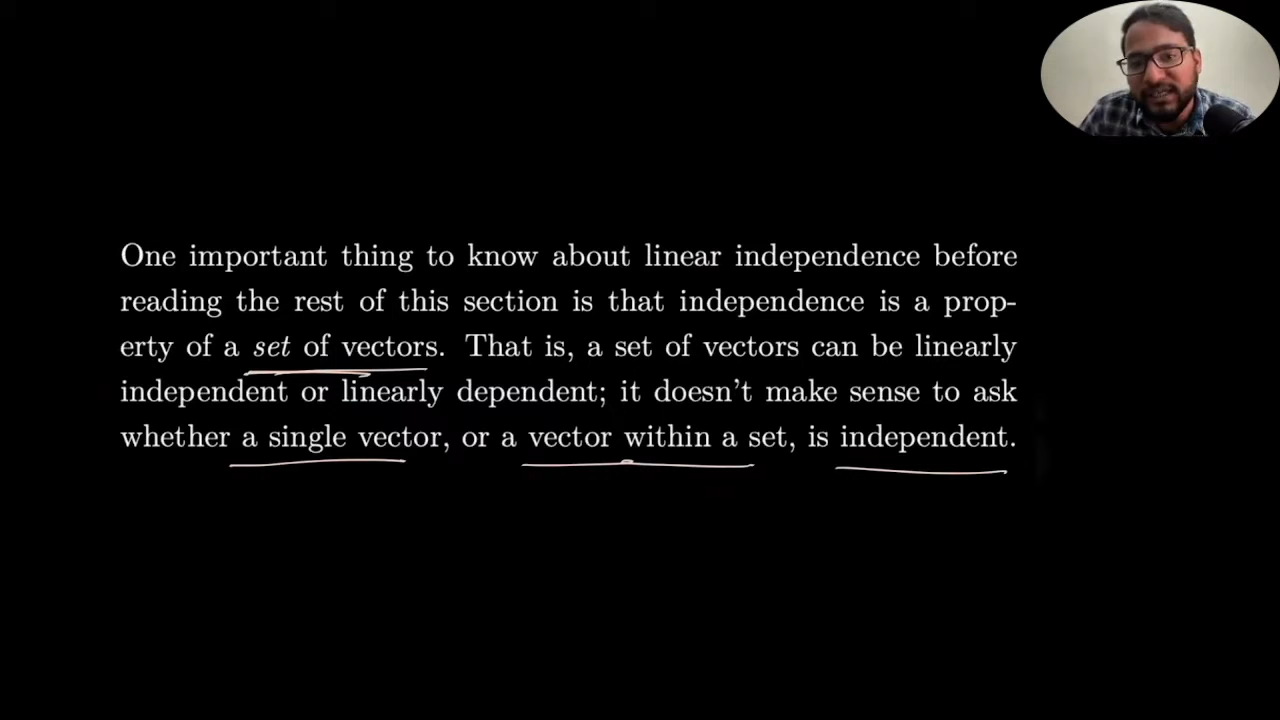 One important thing to know about linear independence before
reading the rest of this section is that independence is a prop-
erty of a set of vectors. That is, a set of vectors can be linearly
independent or linearly dependent; it doesn't make sense to ask
whether a single vector, or a vector within a set, is independent.